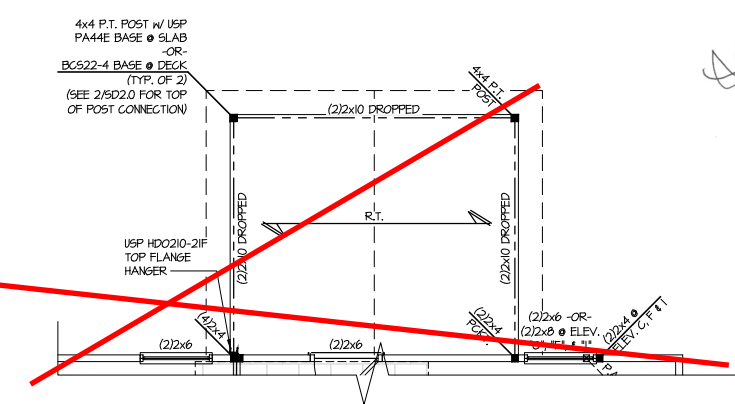 4x4 P.T. POST W/ USP
PA44E BASE @ SLAB
-OR-
BCS22-4 BASE @ DECK
(TYP. OF 2)
(SEE 2/SD2.0 FOR TOP
OF POST CONNECTION)
4x4 P.T.
POST
(2)2x10 DROPPED
(2)2x10 DROPPED
(2)2x10 DROPPED
R.T.
USP HDO210-2IF
TOP FLANGE
HANGER
(4)2x4
(2)2x6
(2)2x6
(2)2x4
PCKT.
(2)2x6 -OR-
(2)2x8 @ ELEV.
(2)2x4 @
ELEV. C, F & I